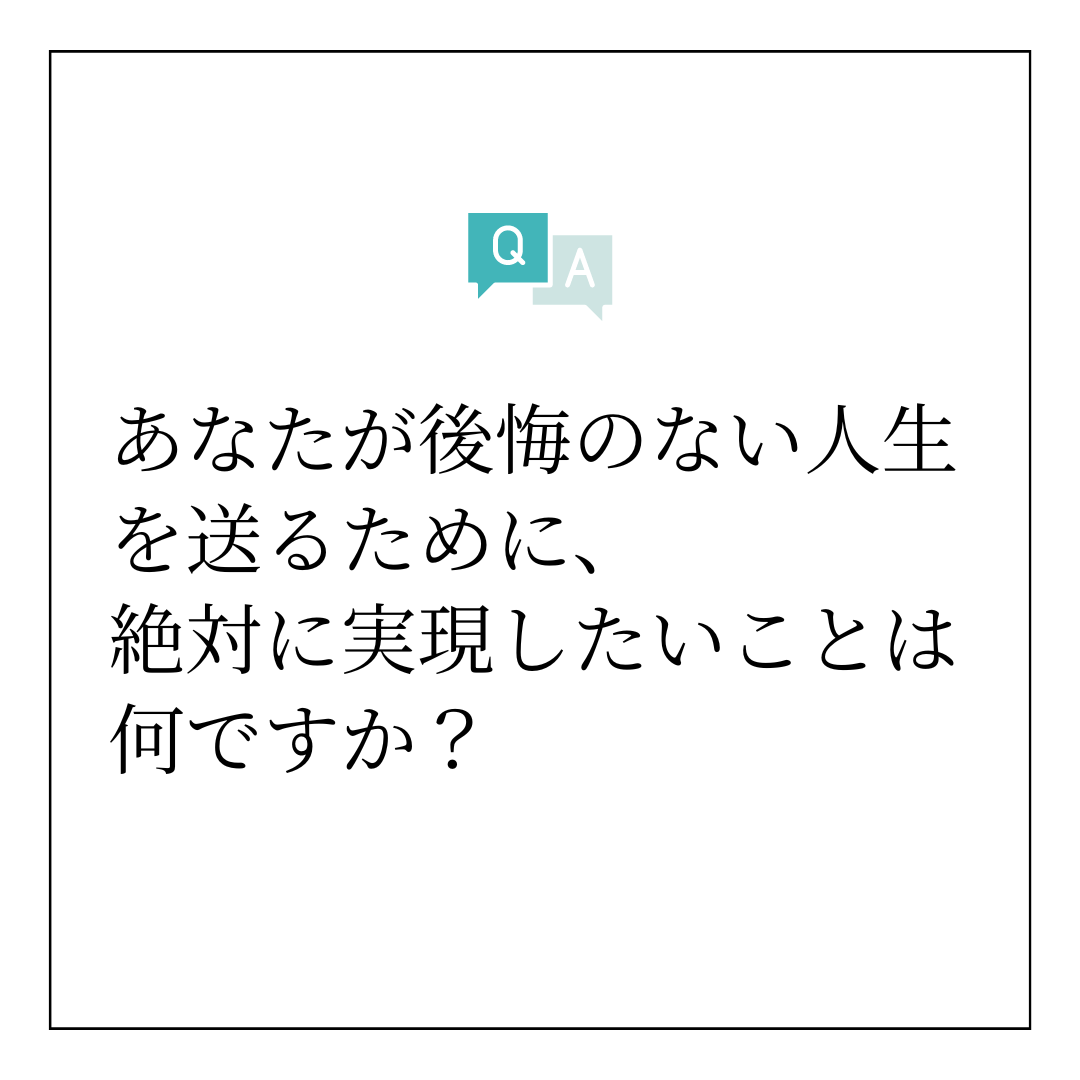 Q A
あなたが後悔のない人生
を送るために、
絶対に実現したいことは
何ですか？